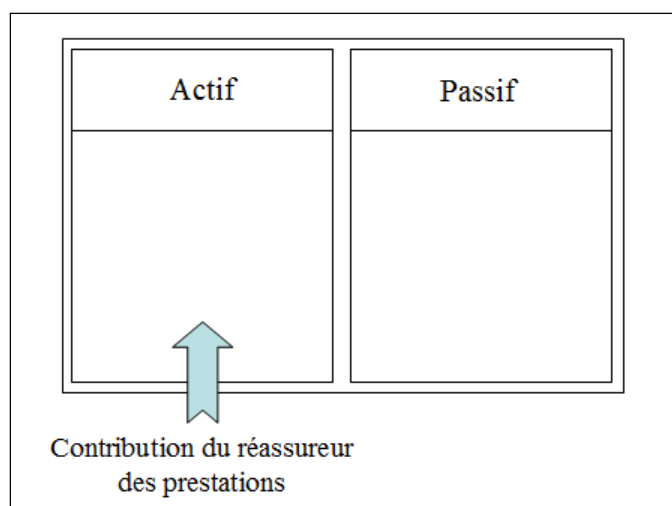 Actif
Passif
Contribution du réassureur
des prestations